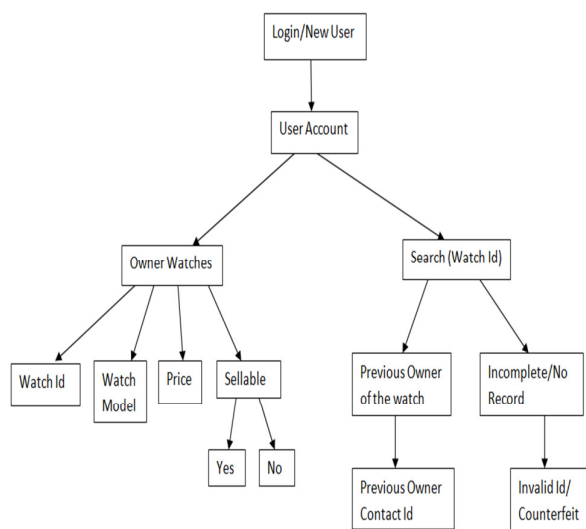 Login/New User
User Account
Owner Watches
Search (Watch Id)
Watch Id
Watch
Model
Price
Sellable
Previous Owner
of the watch
Incomplete/No
Record
Yes
No
Previous Owner
Contact Id
Invalid Id/
Counterfeit